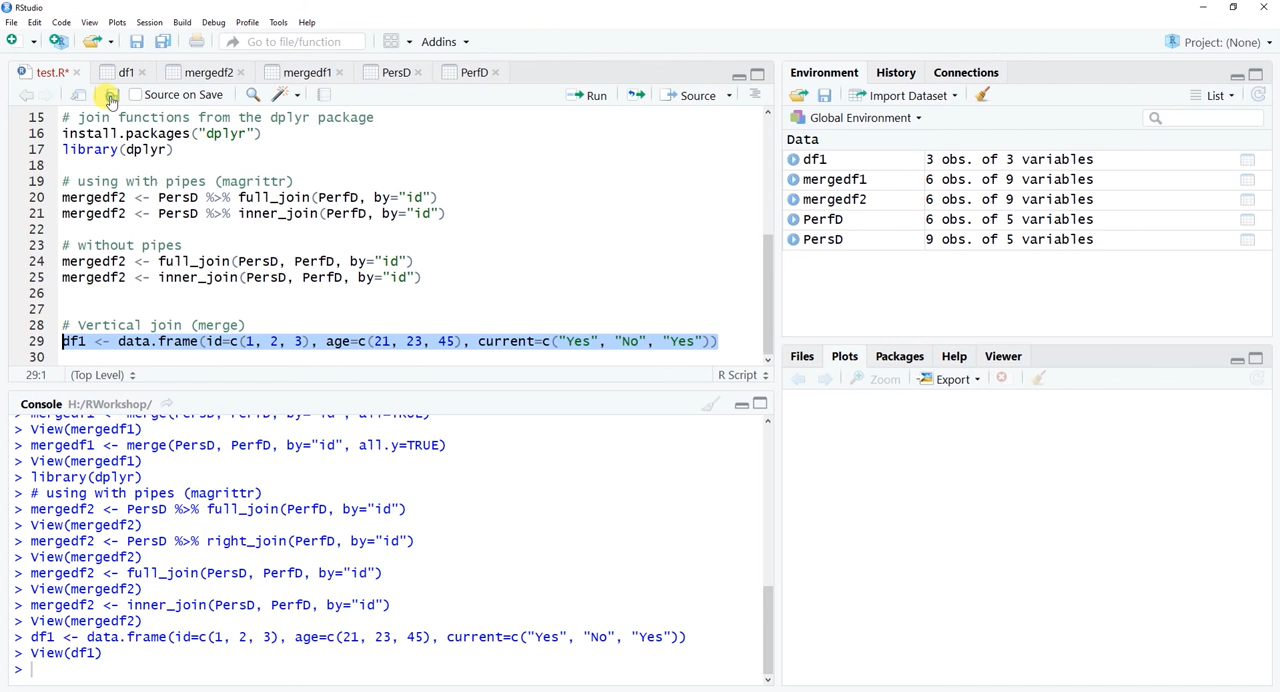 RStudio
File Edit Code View Plots Session Build Debug Profile Tools Help
Go to file/function Addins Project: (None)
test.R* df1 mergedf2 mergedf1 PersD PerfD
Source on Save Run Source
15 # join functions from the dplyr package
16 install.packages("dplyr")
17 library(dplyr)
18
19 # using with pipes (magrittr)
20 mergedf2 <- PersD %>% full_join(PerfD, by="id")
21 mergedf2 <- PersD %>% inner_join(PerfD, by="id")
22
23 # without pipes
24 mergedf2 <- full_join(PersD, PerfD, by="id")
25 mergedf2 <- inner_join(PersD, PerfD, by="id")
26
27
28 # Vertical join (merge)
29 df1 <- data.frame(id=c(1, 2, 3), age=c(21, 23, 45), current=c("Yes", "No", "Yes"))
30
29:1 (Top Level) R Script
Console H:/RWorkshop/
> View(mergedf1)
> mergedf1 <- merge(PersD, PerfD, by="id", all.y=TRUE)
> View(mergedf1)
> library(dplyr)
> # using with pipes (magrittr)
> mergedf2 <- PersD %>% full_join(PerfD, by="id")
> View(mergedf2)
> mergedf2 <- PersD %>% right_join(PerfD, by="id")
> View(mergedf2)
> mergedf2 <- full_join(PersD, PerfD, by="id")
> View(mergedf2)
> mergedf2 <- inner_join(PersD, PerfD, by="id")
> View(mergedf2)
> df1 <- data.frame(id=c(1, 2, 3), age=c(21, 23, 45), current=c("Yes", "No", "Yes"))
> View(df1)
>
Environment History Connections
Import Dataset List
Global Environment
Data
df1 3 obs. of 3 variables
mergedf1 6 obs. of 9 variables
mergedf2 6 obs. of 9 variables
PerfD 6 obs. of 5 variables
PersD 9 obs. of 5 variables
Files Plots Packages Help Viewer
Zoom Export